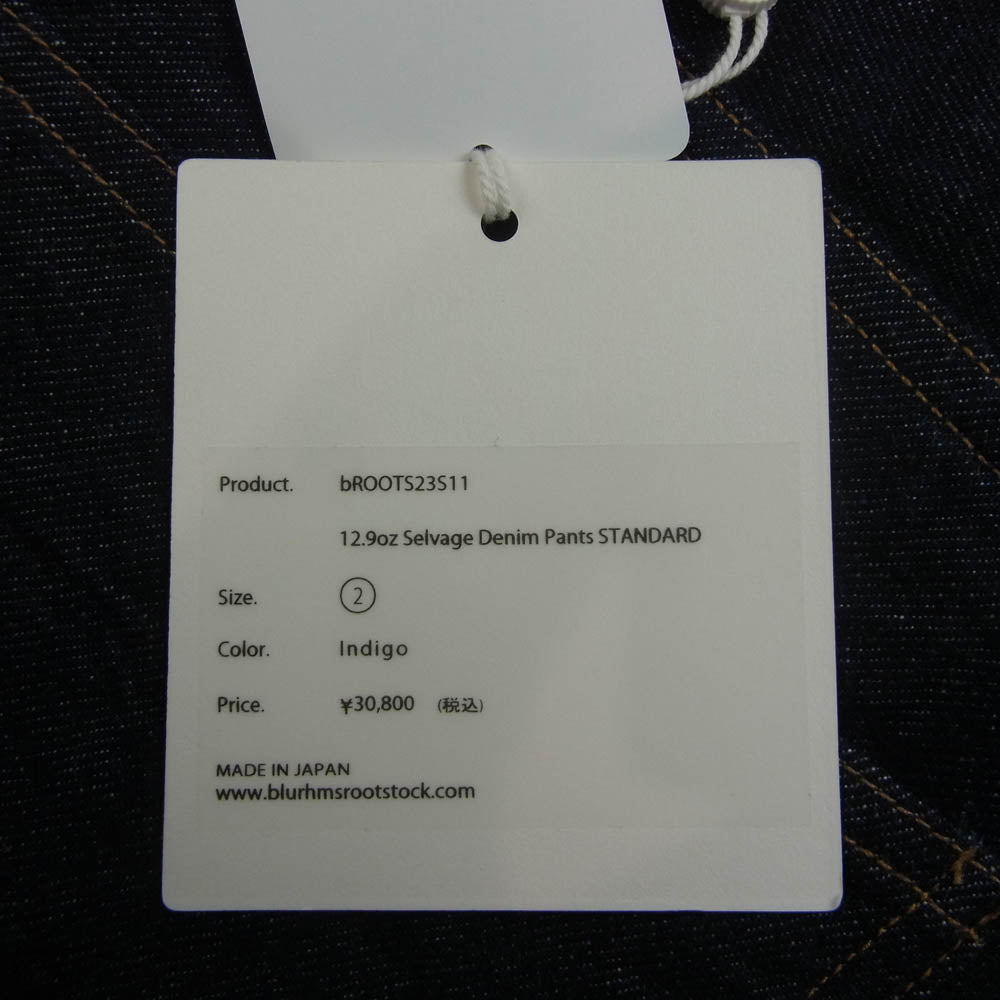 Product. bROOTS23S11
12.9oz Selvage Denim Pants STANDARD
Size. ②
Color. Indigo
Price. ¥30,800 (税込)
MADE IN JAPAN
www.blurhmsrootstock.com